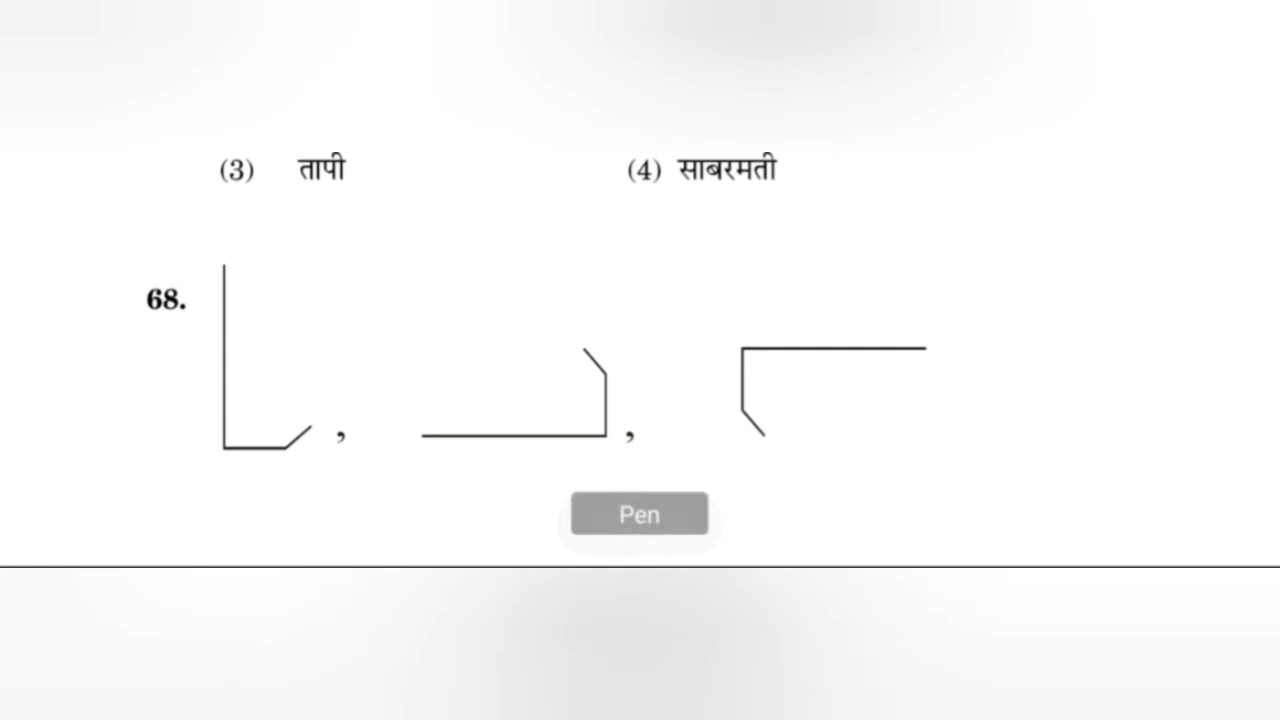 (3) तापी (4) साबरमती
68. , ,
Pen